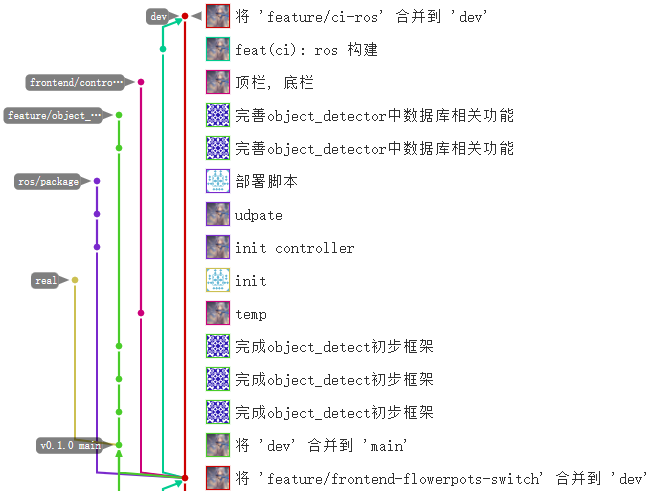 dev 将 'feature/ci-ros' 合并到 'dev'
feat(ci): ros 构建
frontend/contro… 顶栏, 底栏
feature/object_… 完善object_detector中数据库相关功能
完善object_detector中数据库相关功能
ros/package 部署脚本
udpate
init controller
real init
temp
完成object_detect初步框架
完成object_detect初步框架
完成object_detect初步框架
v0.1.0 main 将 'dev' 合并到 'main'
将 'feature/frontend-flowerpots-switch' 合并到 'dev'